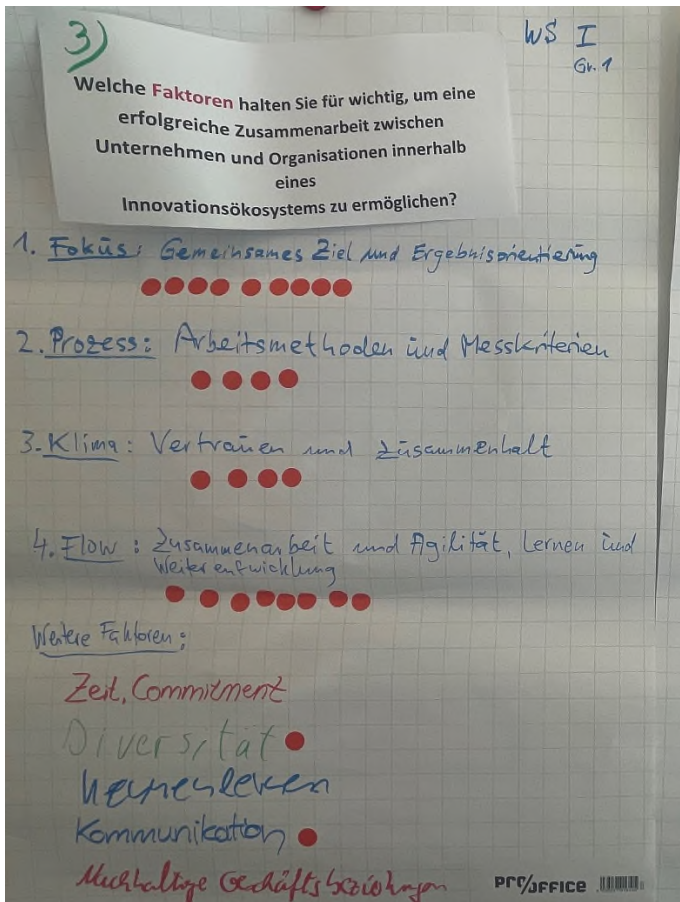 3)
WS I
Gr. 1
Welche Faktoren halten Sie für wichtig, um eine
erfolgreiche Zusammenarbeit zwischen
Unternehmen und Organisationen innerhalb
eines
Innovationsökosystems zu ermöglichen?
1. Fokus: Gemeinsames Ziel und Ergebnisorientierung
2. Prozess: Arbeitsmethoden und Messkriterien
3. Klima: Vertrauen und Zusammenhalt
4. Flow: Zusammenarbeit und Agilität, Lernen und
Weiterentwicklung
Weitere Faktoren:
Zeit, Commitment
Diversität
Kommunikation
Nachhaltige Geschäftsbeziehungen
PRO/OFFICE